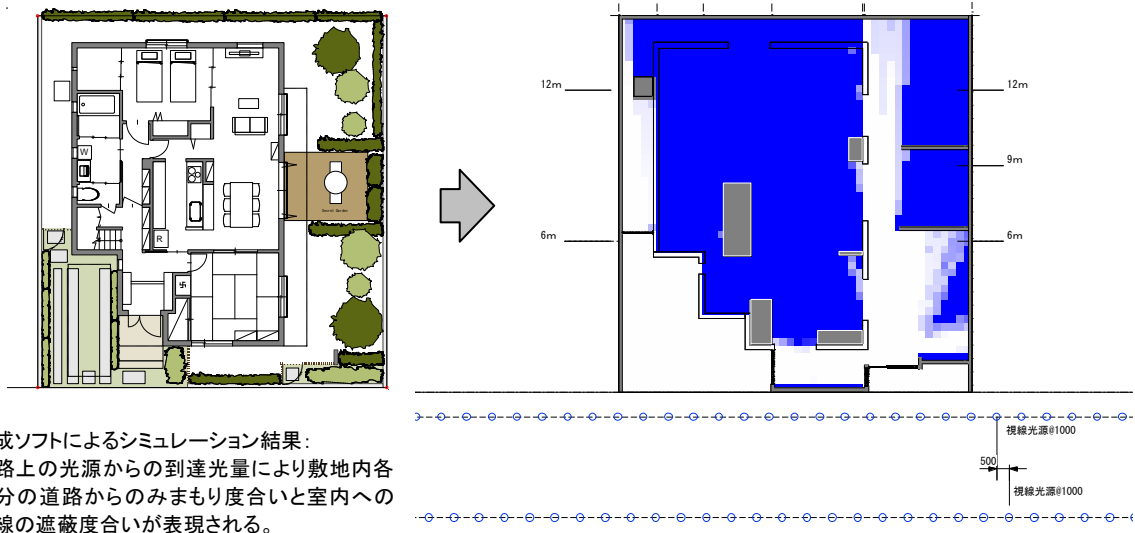 W
R
Secret Garden
卐
12m
6m
12m
9m
6m
視線光源@1000
500
視線光源@1000
成ソフトによるシミュレーション結果：
路上の光源からの到達光量により敷地内各
分の道路からのみまもり度合いと室内への
線の遮蔽度合いが表現される。